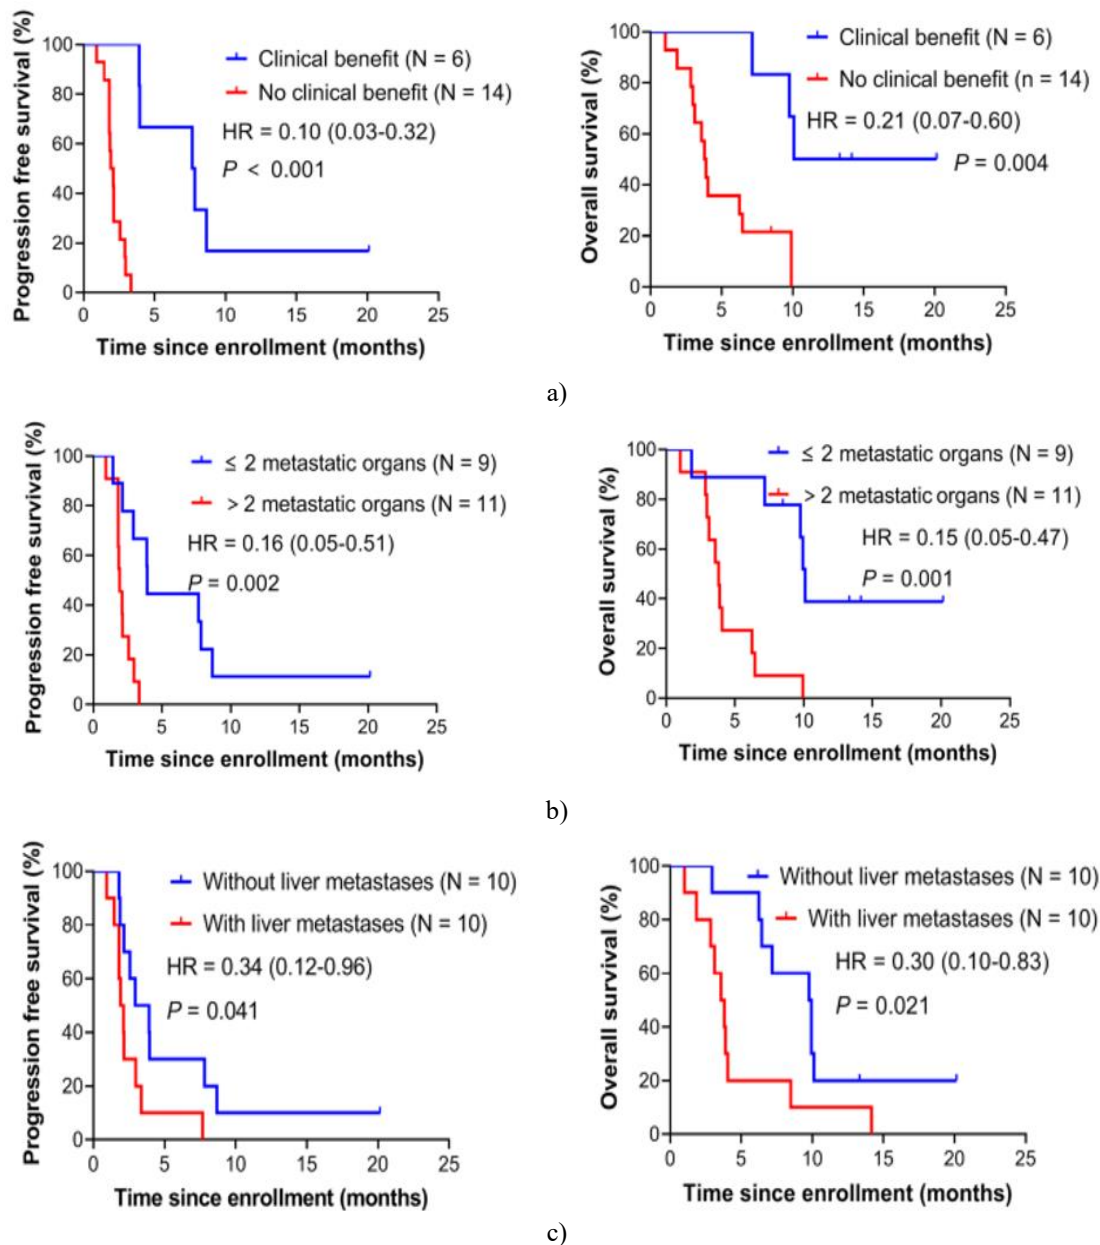 Progression free survival (%)
100
80
60
40
20
0
0 5 10 15 20 25
Time since enrollment (months)
Clinical benefit (N = 6)
No clinical benefit (N = 14)
HR = 0.10 (0.03-0.32)
P < 0.001
Overall survival (%)
100
80
60
40
20
0
0 5 10 15 20 25
Time since enrollment (months)
Clinical benefit (N = 6)
No clinical benefit (n = 14)
HR = 0.21 (0.07-0.60)
P = 0.004
a)
Progression free survival (%)
100
80
60
40
20
0
0 5 10 15 20 25
Time since enrollment (months)
≤ 2 metastatic organs (N = 9)
> 2 metastatic organs (N = 11)
HR = 0.16 (0.05-0.51)
P = 0.002
Overall survival (%)
100
80
60
40
20
0
0 5 10 15 20 25
Time since enrollment (months)
≤ 2 metastatic organs (N = 9)
> 2 metastatic organs (N = 11)
HR = 0.15 (0.05-0.47)
P = 0.001
b)
Progression free survival (%)
100
80
60
40
20
0
0 5 10 15 20 25
Time since enrollment (months)
Without liver metastases (N = 10)
With liver metastases (N = 10)
HR = 0.34 (0.12-0.96)
P = 0.041
Overall survival (%)
100
80
60
40
20
0
0 5 10 15 20 25
Time since enrollment (months)
Without liver metastases (N = 10)
With liver metastases (N = 10)
HR = 0.30 (0.10-0.83)
P = 0.021
c)